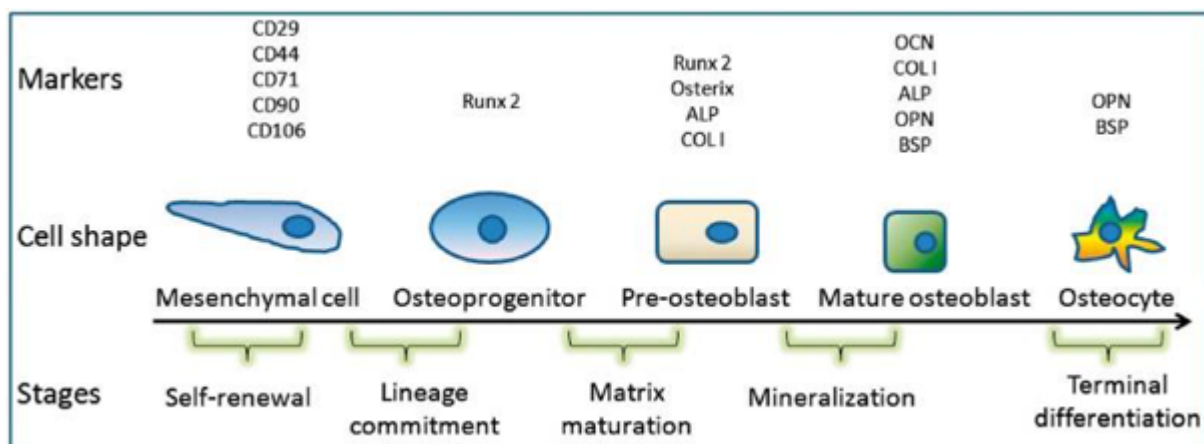 Markers
CD29
CD44
CD71
CD90
CD106
Runx 2
Runx 2
Osterix
ALP
COL I
OCN
COL I
ALP
OPN
BSP
OPN
BSP
Cell shape
Mesenchymal cell
Osteoprogenitor
Pre-osteoblast
Mature osteoblast
Osteocyte
Stages
Self-renewal
Lineage
commitment
Matrix
maturation
Mineralization
Terminal
differentiation